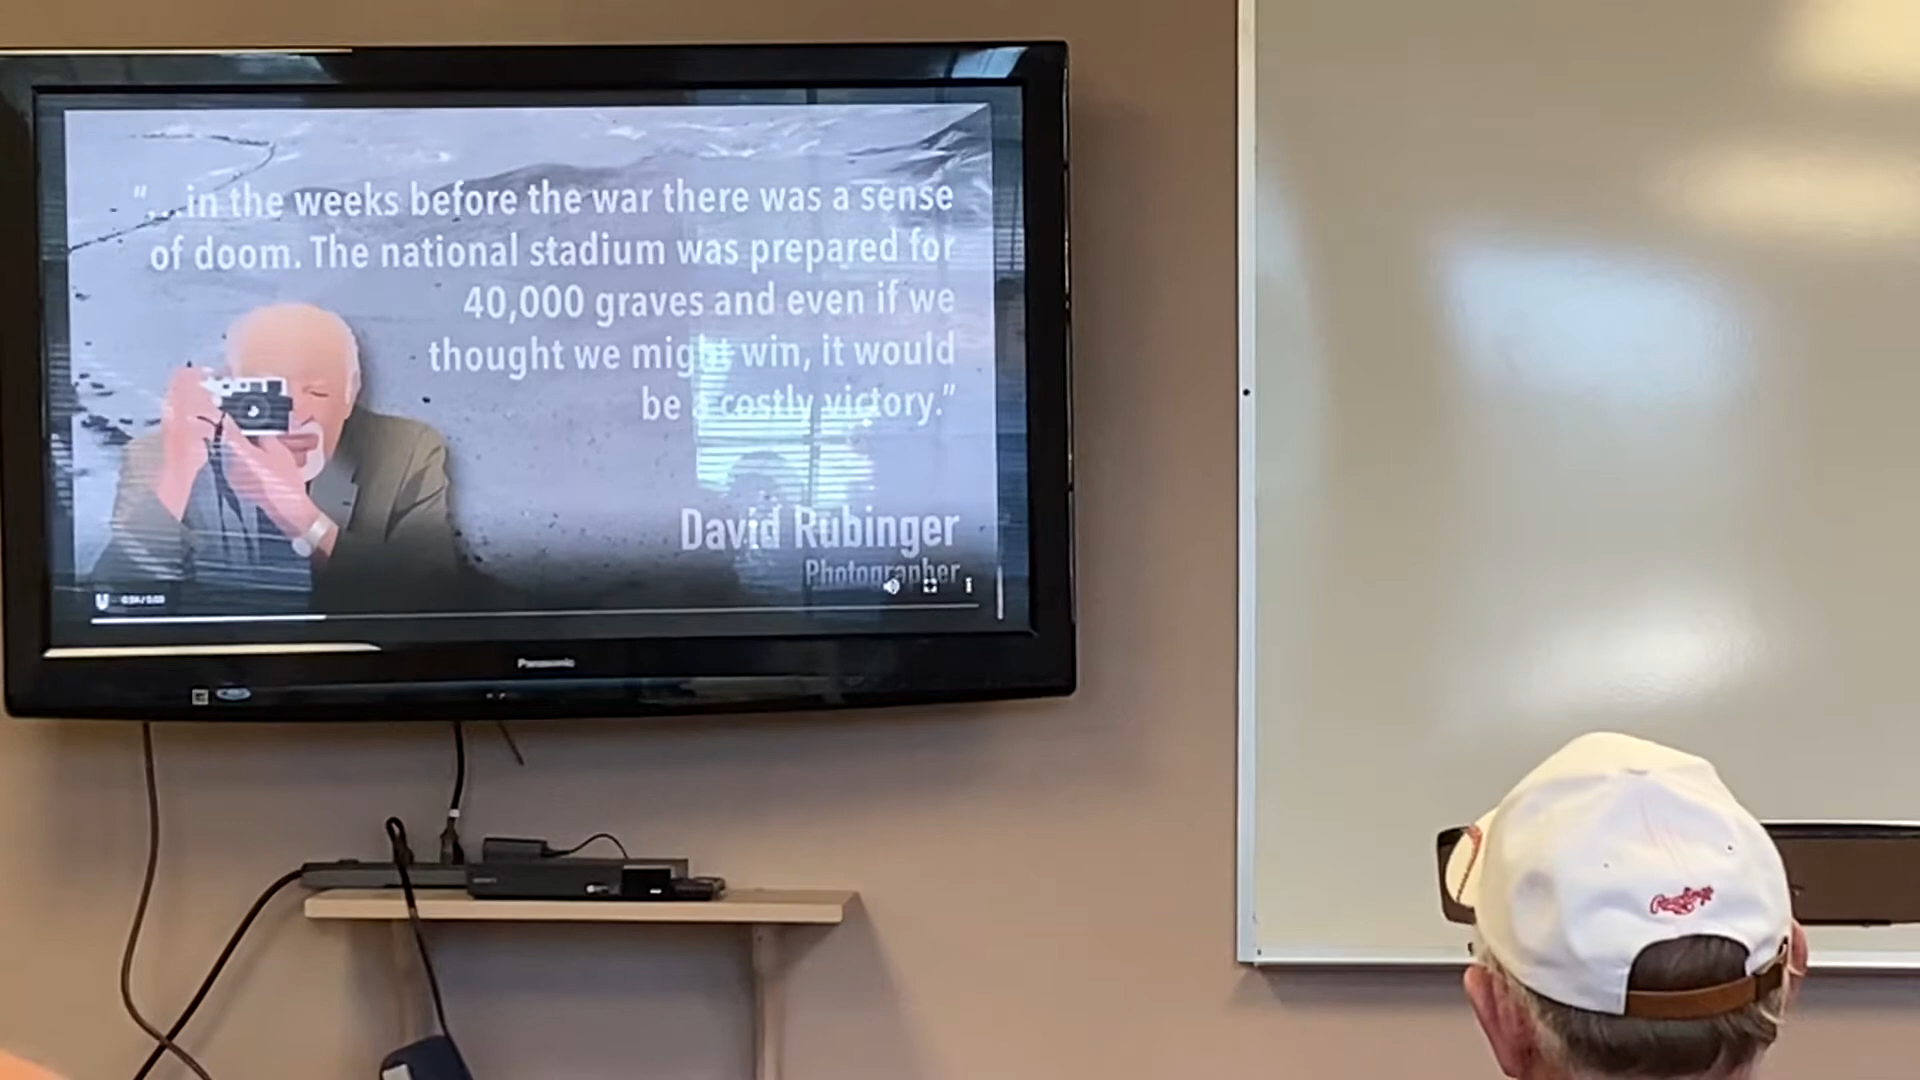 "...in the weeks before the war there was a sense
of doom. The national stadium was prepared for
40,000 graves and even if we
thought we might win, it would
be a costly victory."
David Rubinger
Photographer
Panasonic
Rawlings